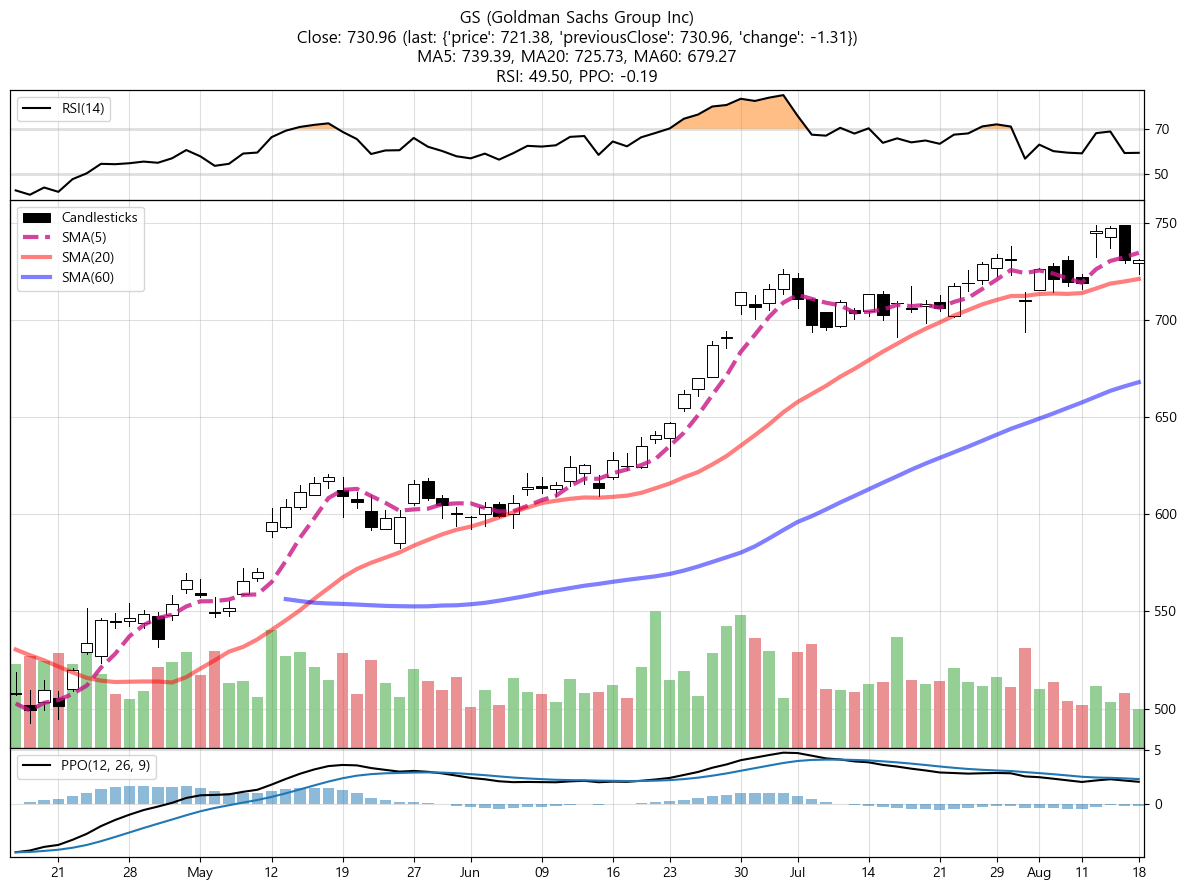 GS (Goldman Sachs Group Inc)
Close: 730.96 (last: {'price': 721.38, 'previousClose': 730.96, 'change': -1.31})
MA5: 739.39, MA20: 725.73, MA60: 679.27
RSI: 49.50, PPO: -0.19
RSI(14)
70
50
Candlesticks
SMA(5)
SMA(20)
SMA(60)
750
700
650
600
550
500
PPO(12, 26, 9)
5
0
21 28 May 12 19 27 Jun 09 16 23 30 Jul 14 21 29 Aug 11 18